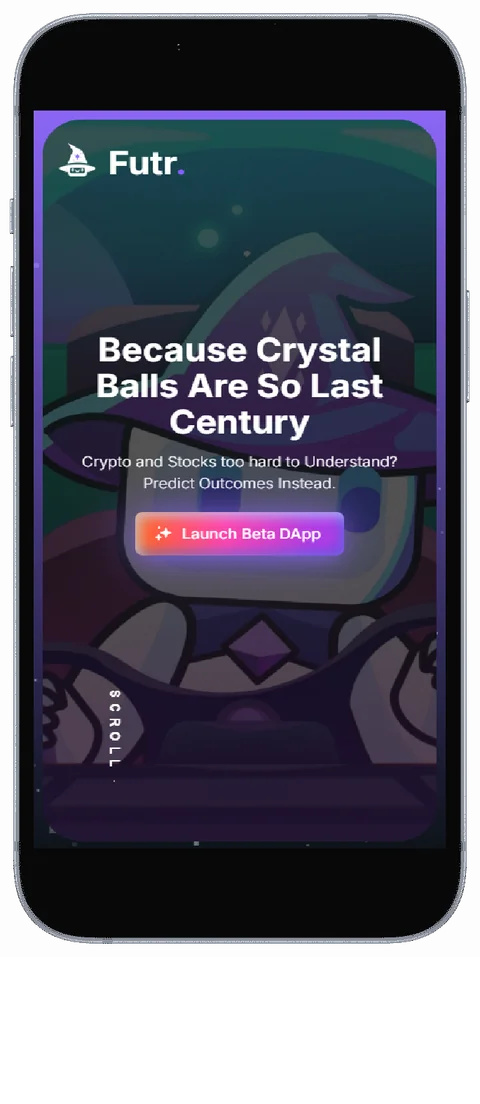 Futr.
Because Crystal
Balls Are So Last
Century
Crypto and Stocks too hard to Understand?
Predict Outcomes Instead.
Launch Beta DApp
SCROLL